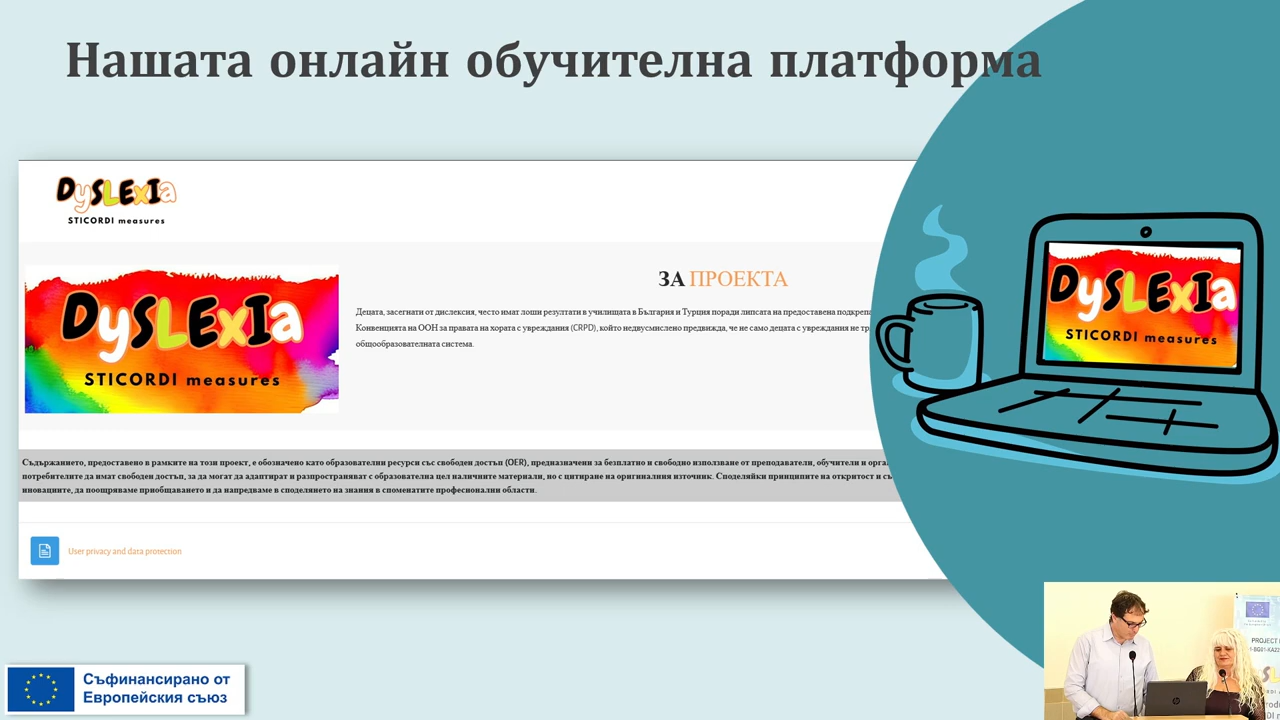 Нашата онлайн обучителна платформа
DySLExIa
STICORDI measures
ЗА ПРОЕКТА
DySLExIa
STICORDI measures
Децата, засегнати от дислексия, често имат лоши резултати в училищата в България и Турция поради липсата на предоставена подкрепа
Конвенцията на ООН за правата на хората с увреждания (CRPD), който недвусмислено предвижда, че не само децата с увреждания не
общообразователната система.
DySLExIa
STICORDI measures
Съдържанието, предоставено в рамките на този проект, е обозначено като образователни ресурси със свободен достъп (OER), предназначени за безплатно и свободно използване от преподаватели, обучители и
потребителите да имат свободен достъп, за да могат да адаптират и разпространяват с образователна цел наличните материали, но с цитиране на оригиналния източник. Споделяйки принципите на откритост и
иновациите, да поощряваме приобщаването и да напредваме в споделянето на знания в споменатите професионални области.
User privacy and data protection
Съфинансирано от
Европейския съюз
PROJECT
hp